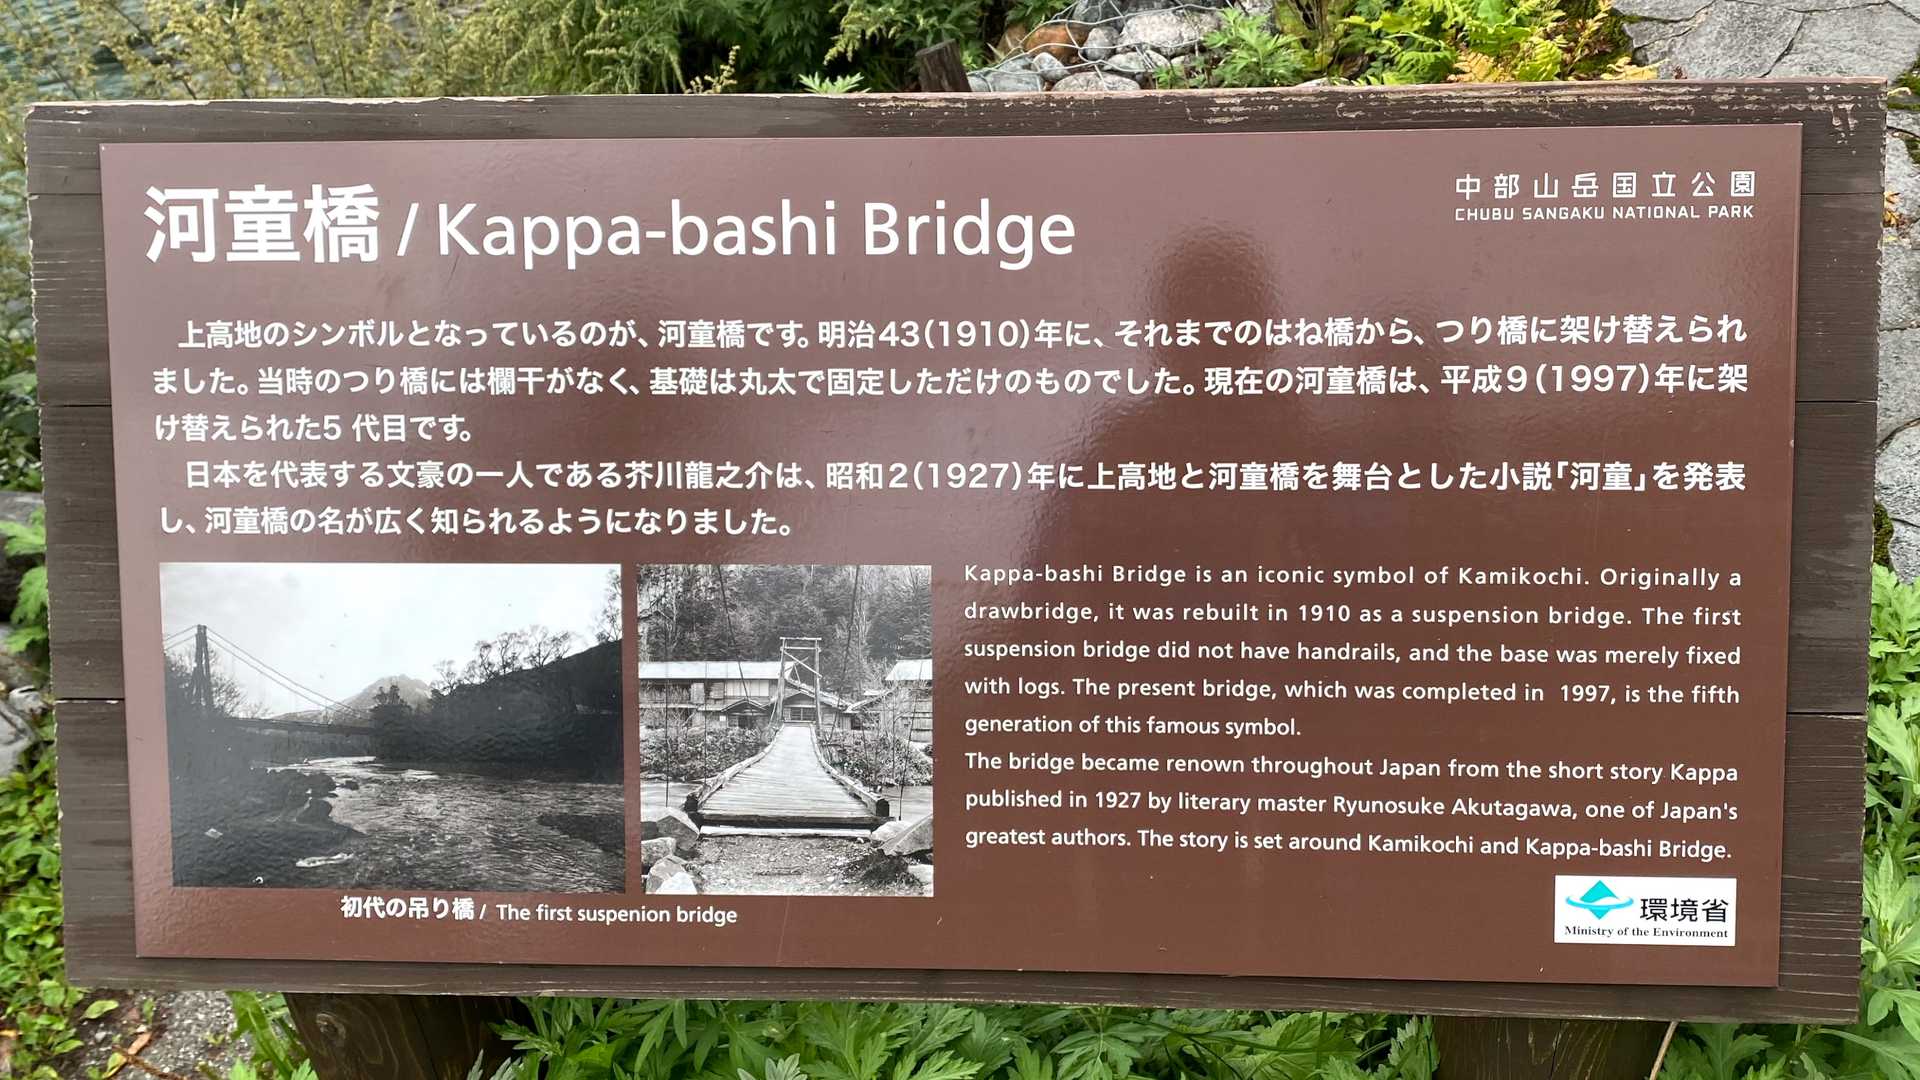 河童橋 / Kappa-bashi Bridge
中部山岳国立公園
CHUBU SANGAKU NATIONAL PARK
上高地のシンボルとなっているのが、河童橋です。明治43(1910)年に、それまでのはね橋から、つり橋に架け替えられ
ました。当時のつり橋には欄干がなく、基礎は丸太で固定しただけのものでした。現在の河童橋は、平成9(1997)年に架
け替えられた5 代目です。
日本を代表する文豪の一人である芥川龍之介は、昭和2(1927)年に上高地と河童橋を舞台とした小説「河童」を発表
し、河童橋の名が広く知られるようになりました。
Kappa-bashi Bridge is an iconic symbol of Kamikochi. Originally a
drawbridge, it was rebuilt in 1910 as a suspension bridge. The first
suspension bridge did not have handrails, and the base was merely fixed
with logs. The present bridge, which was completed in 1997, is the fifth
generation of this famous symbol.
The bridge became renown throughout Japan from the short story Kappa
published in 1927 by literary master Ryunosuke Akutagawa, one of Japan's
greatest authors. The story is set around Kamikochi and Kappa-bashi Bridge.
初代の吊り橋 / The first suspenion bridge
環境省
Ministry of the Environment